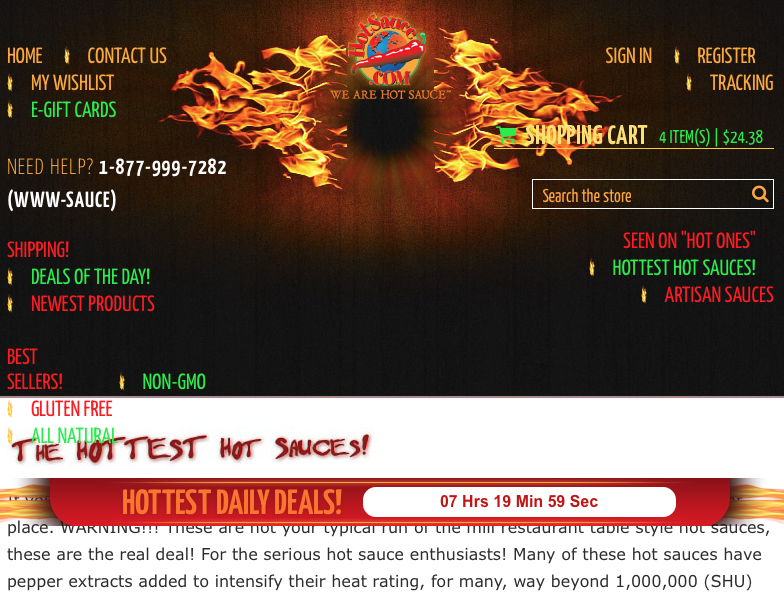 HOME CONTACT US
MY WISHLIST
E-GIFT CARDS
HotSauce
.COM
WE ARE HOT SAUCE
SIGN IN REGISTER
TRACKING
SHOPPING CART 4 ITEM(S) | $24.38
NEED HELP? 1-877-999-7282
(WWW-SAUCE)
Search the store
SHIPPING!
DEALS OF THE DAY!
NEWEST PRODUCTS
SEEN ON "HOT ONES"
HOTTEST HOT SAUCES!
ARTISAN SAUCES
BEST
SELLERS! NON-GMO
GLUTEN FREE
ALL NATURAL
THE HOTTEST HOT SAUCES!
HOTTEST DAILY DEALS! 07 Hrs 19 Min 59 Sec
place. WARNING!!! These are not your typical run of the mill restaurant table style hot sauces,
these are the real deal! For the serious hot sauce enthusiasts! Many of these hot sauces have
pepper extracts added to intensify their heat rating, for many, way beyond 1,000,000 (SHU)